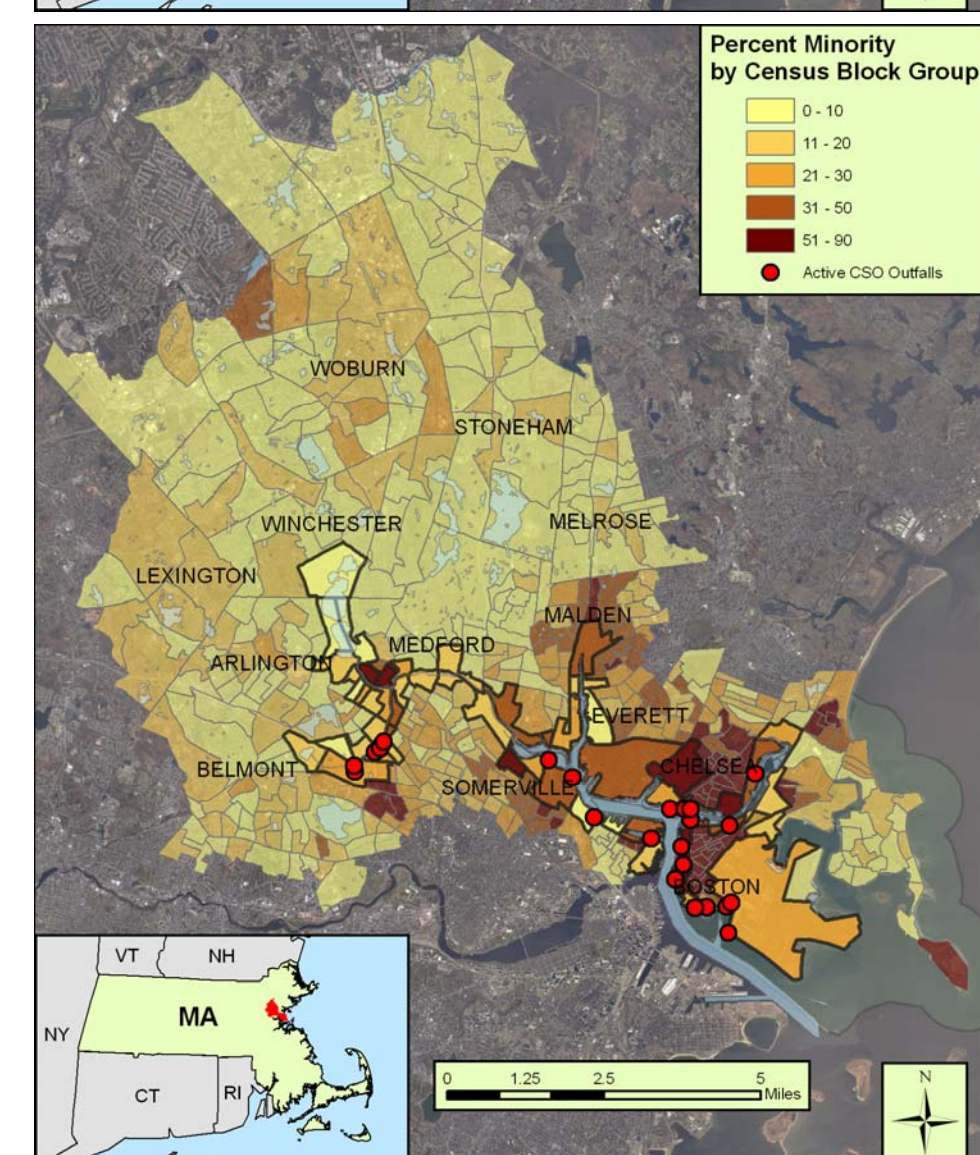 Percent Minority
by Census Block Group
0 - 10
11 - 20
21 - 30
31 - 50
51 - 90
Active CSO Outfalls
WOBURN
STONEHAM
WINCHESTER
MELROSE
LEXINGTON
MALDEN
MEDFORD
ARLINGTON
EVERETT
BELMONT
CHELSEA
SOMERVILLE
BOSTON
VT
NH
MA
NY
CT
RI
0 1.25 2.5 5
Miles
N